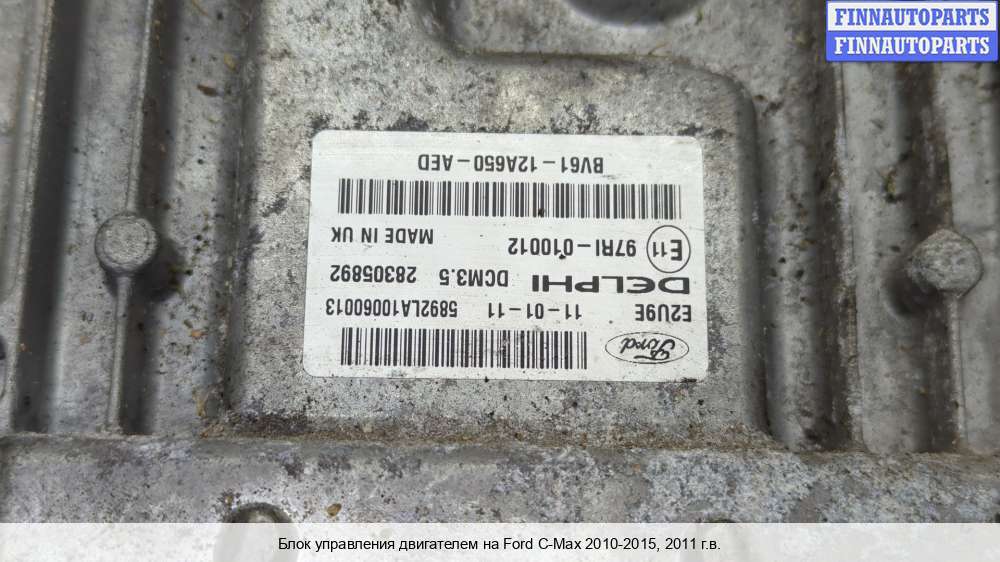 FINNAUTOPARTS
FINNAUTOPARTS
Ford
E2U9E 11-01-11 5892LA10060013
DELPHI DCM3.5 28305892
E11 97RI-010012 MADE IN UK
BV61-12A650-AED
Блок управления двигателем на Ford C-Max 2010-2015, 2011 г.в.